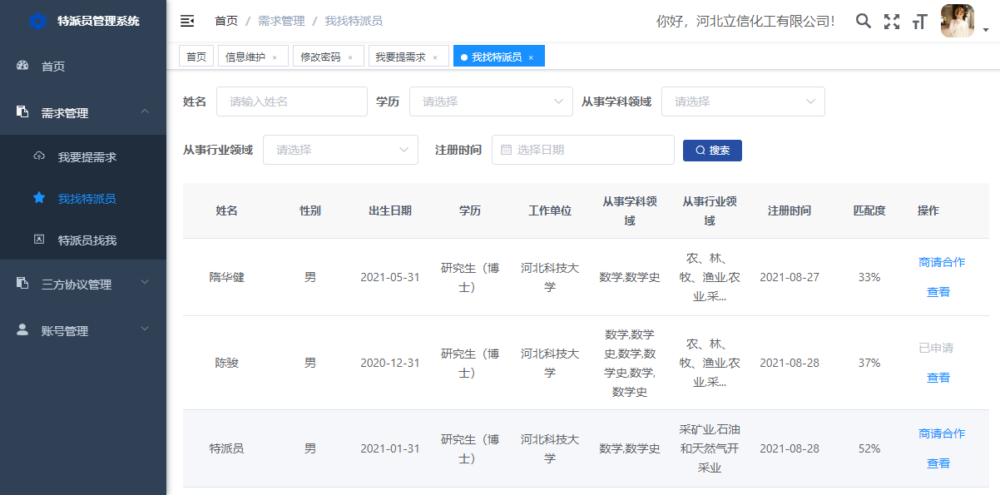 特派员管理系统
首页 / 需求管理 / 我找特派员
你好，河北立信化工有限公司!
首页
信息维护 ×
修改密码 ×
我要提需求 ×
我找特派员 ×
首页
需求管理
我要提需求
我找特派员
特派员找我
三方协议管理
账号管理
姓名 请输入姓名 学历 请选择 从事学科领域 请选择
从事行业领域 请选择 注册时间 选择日期 搜索
姓名 性别 出生日期 学历 工作单位 从事学科领 从事行业领 注册时间 匹配度 操作
域 域
隋华健 男 2021-05-31 研究生（博 河北科技大 数学,数学史 农、林、 2021-08-27 33% 商请合作
士） 学 牧、渔业,农 查看
业,采...
陈骏 男 2020-12-31 研究生（博 河北科技大 数学,数学 农、林、 2021-08-28 37% 已申请
士） 学 史,数学,数 牧、渔业,农 查看
学史,数学, 业,采...
数学史
特派员 男 2021-01-31 研究生（博 河北科技大 数学,数学史 采矿业,石油 2021-08-28 52% 商请合作
士） 学 和天然气开 查看
采业